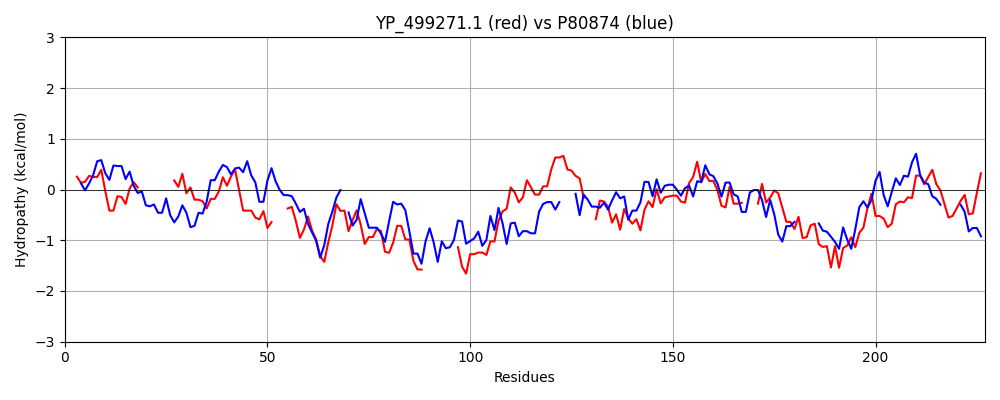 YP_499271.1 (red) vs P80874 (blue)
Hydropathy (kcal/mol)
3
2
1
0
−1
−2
−3
0 50 100 150 200
Residues